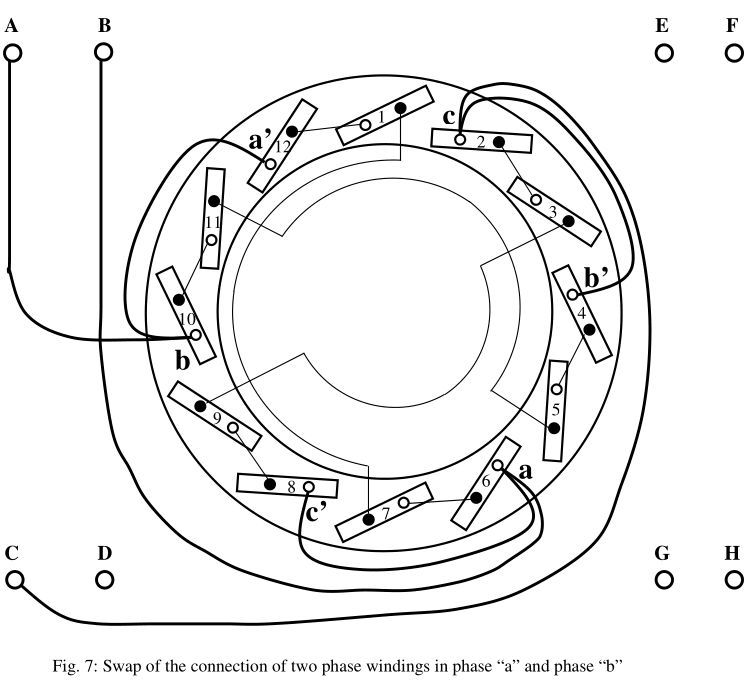 A B E F
c
a’ 1
12 2
3
11 b’
10 4
b
5
9
a
6
8 c’
7
C D G H
Fig. 7: Swap of the connection of two phase windings in phase “a” and phase “b”